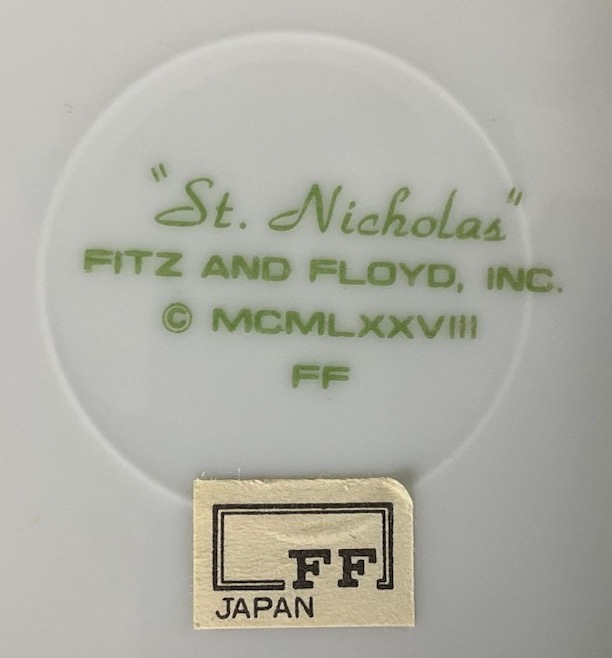 "St. Nicholas"
FITZ AND FLOYD, INC.
© MCMLXXVIII
FF
FF
JAPAN